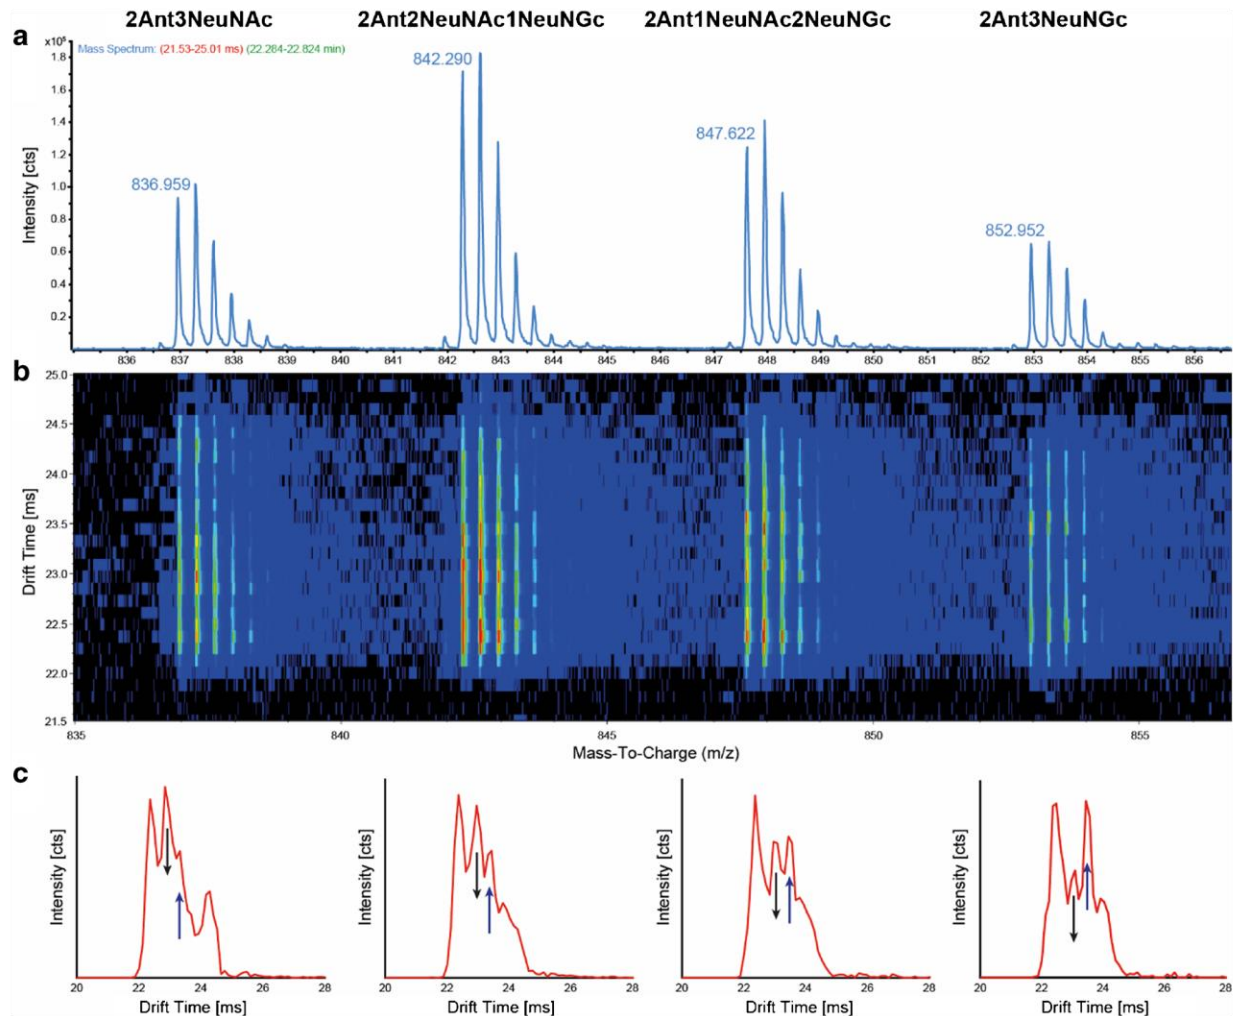 2Ant3NeuNAc 2Ant2NeuNAc1NeuNGc 2Ant1NeuNAc2NeuNGc 2Ant3NeuNGc
a
x10⁶
Mass Spectrum: (21.53-25.01 ms) (22.264-22.824 min)
1.8
1.6
1.4
1.2
1.0
0.8
0.6
0.4
0.2
Intensity [cts]
836.959
842.290
847.622
852.952
836 837 838 839 840 841 842 843 844 845 846 847 848 849 850 851 852 853 854 855 856
b
25.0
24.5
24.0
23.5
23.0
22.5
22.0
21.5
Drift Time [ms]
835 840 845 850 855
Mass-To-Charge (m/z)
c
Intensity [cts] Intensity [cts] Intensity [cts] Intensity [cts]
20 22 24 26 28 20 22 24 26 28 20 22 24 26 28 20 22 24 26 28
Drift Time [ms] Drift Time [ms] Drift Time [ms] Drift Time [ms]